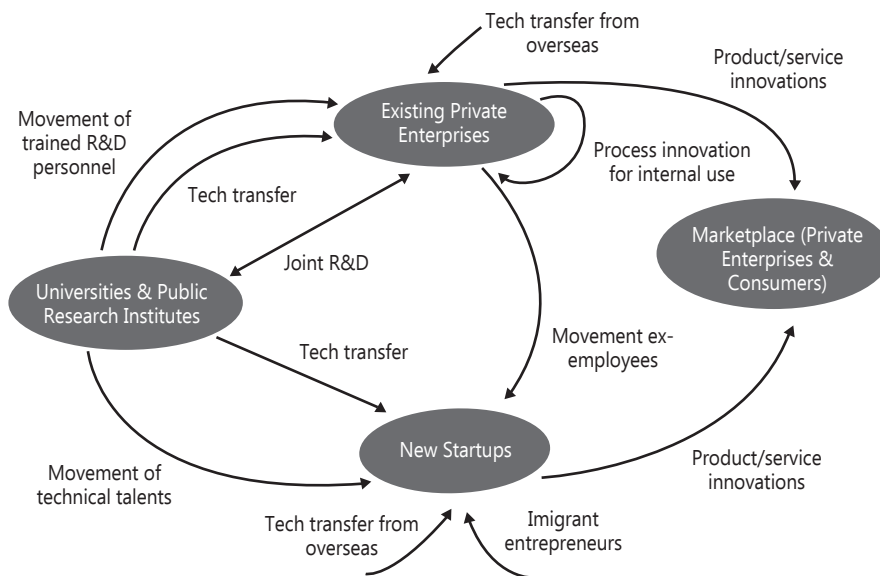 Tech transfer from
overseas
Product/service
innovations
Existing Private
Enterprises
Movement of
trained R&D
personnel
Process innovation
for internal use
Tech transfer
Marketplace (Private
Enterprises &
Consumers)
Joint R&D
Universities & Public
Research Institutes
Tech transfer
Movement ex-
employees
New Startups
Movement of
technical talents
Product/service
innovations
Tech transfer from
overseas
Imigrant
entrepreneurs